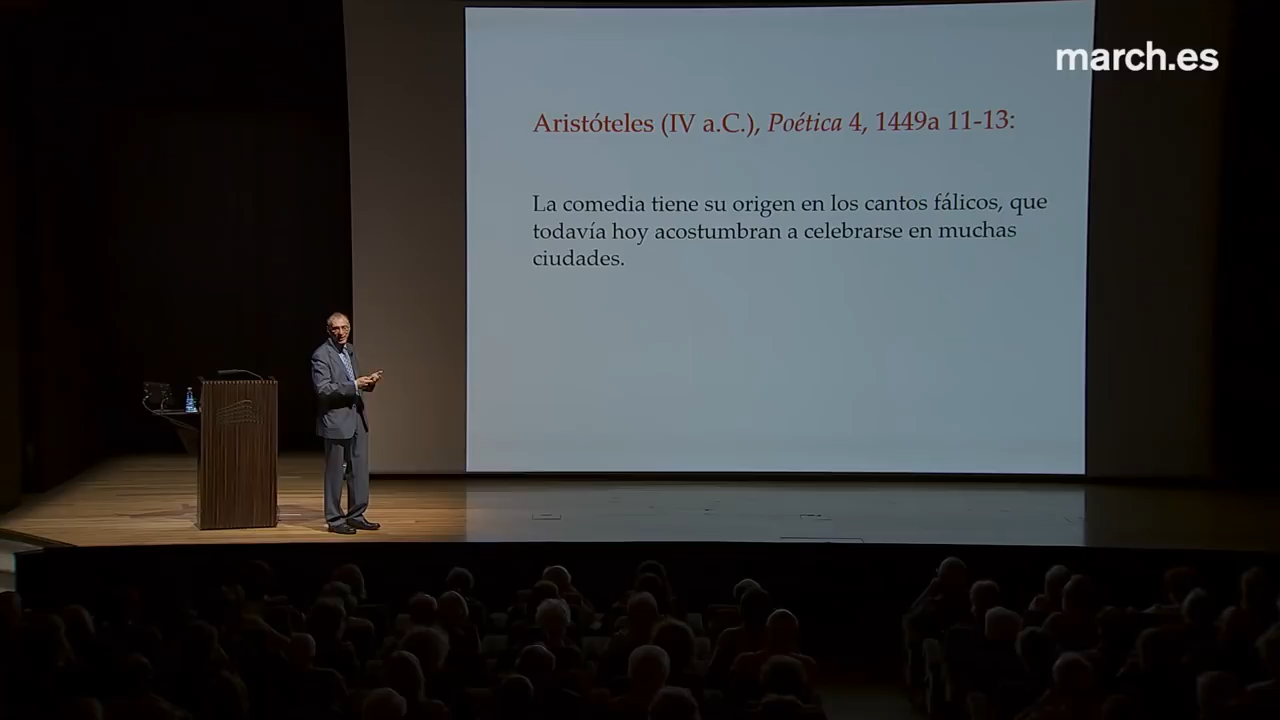 march.es
Aristóteles (IV a.C.), Poética 4, 1449a 11-13:
La comedia tiene su origen en los cantos fálicos, que
todavía hoy acostumbran a celebrarse en muchas
ciudades.